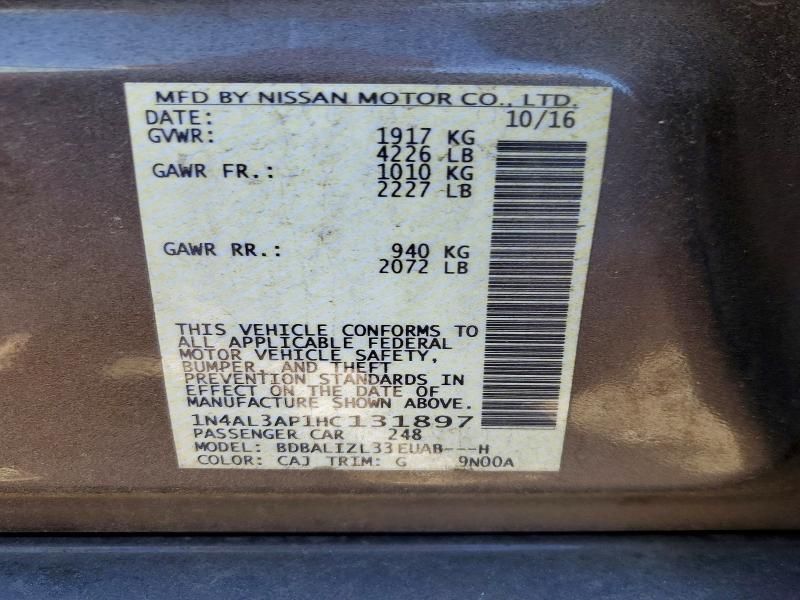 MFD BY NISSAN MOTOR CO., LTD.
DATE: 10/16
GVWR: 1917 KG
4226 LB
GAWR FR.: 1010 KG
2227 LB
GAWR RR.: 940 KG
2072 LB
THIS VEHICLE CONFORMS TO
ALL APPLICABLE FEDERAL
MOTOR VEHICLE SAFETY,
BUMPER, AND THEFT
PREVENTION STANDARDS IN
EFFECT ON THE DATE OF
MANUFACTURE SHOWN ABOVE.
1N4AL3AP1HC131897
PASSENGER CAR 248
MODEL: BDBALIZL33EUAB---H
COLOR: CAJ TRIM: G 9N00A